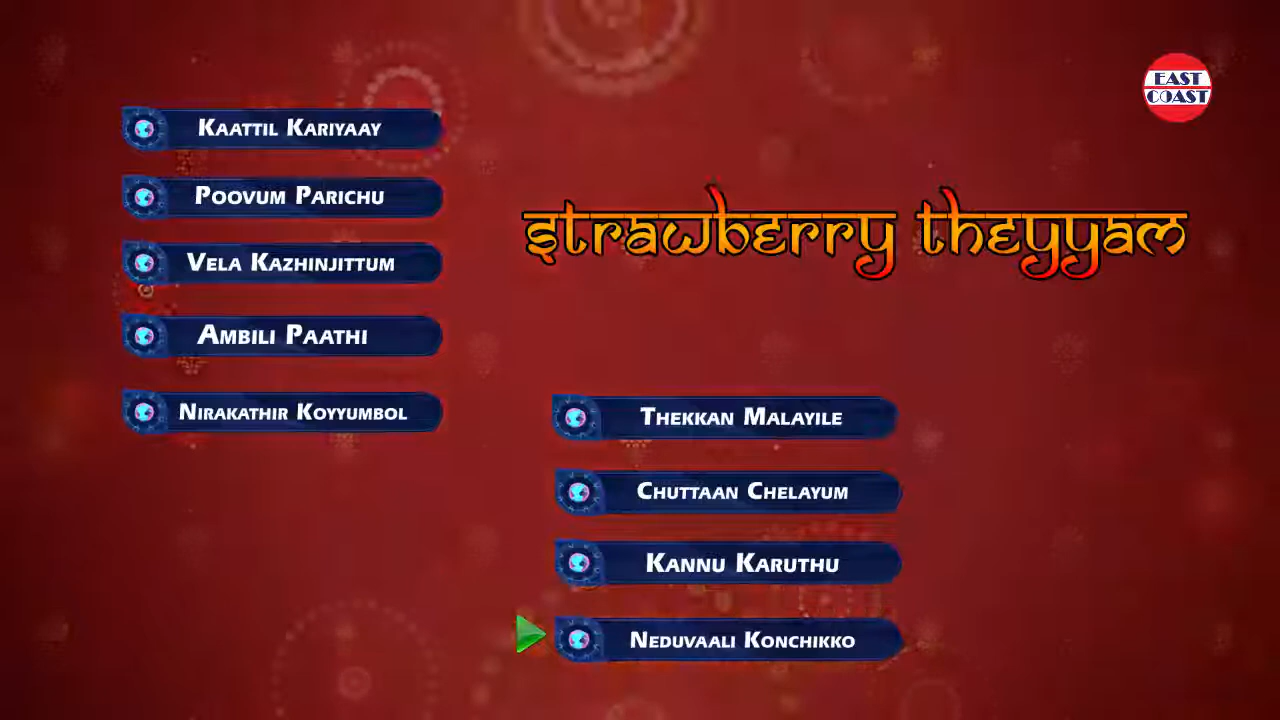 EAST
COAST
Kaattil Kariyaay
Poovum Parichu
Vela Kazhinjittum
Ambili Paathi
Nirakathir Koyyumbol
strawberry theyyam
Thekkan Malayile
Chuttaan Chelayum
Kannu Karuthu
Neduvaali Konchikko